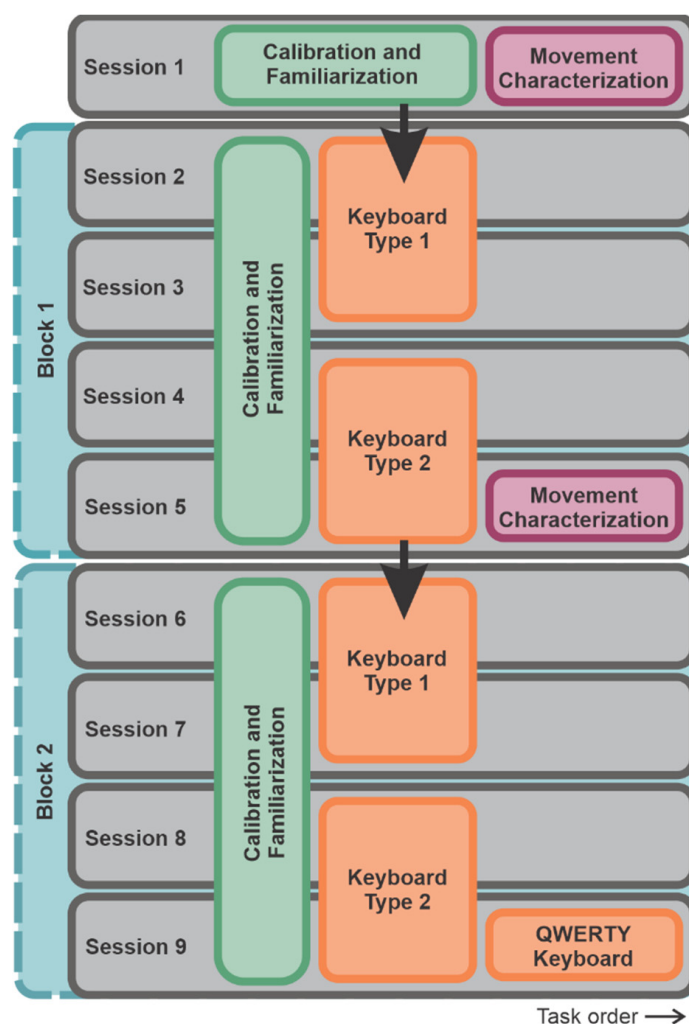 Session 1
Calibration and
Familiarization
Movement
Characterization
Block 1
Session 2
Session 3
Session 4
Session 5
Calibration and
Familiarization
Keyboard
Type 1
Keyboard
Type 2
Movement
Characterization
Block 2
Session 6
Session 7
Session 8
Session 9
Calibration and
Familiarization
Keyboard
Type 1
Keyboard
Type 2
QWERTY
Keyboard
Task order